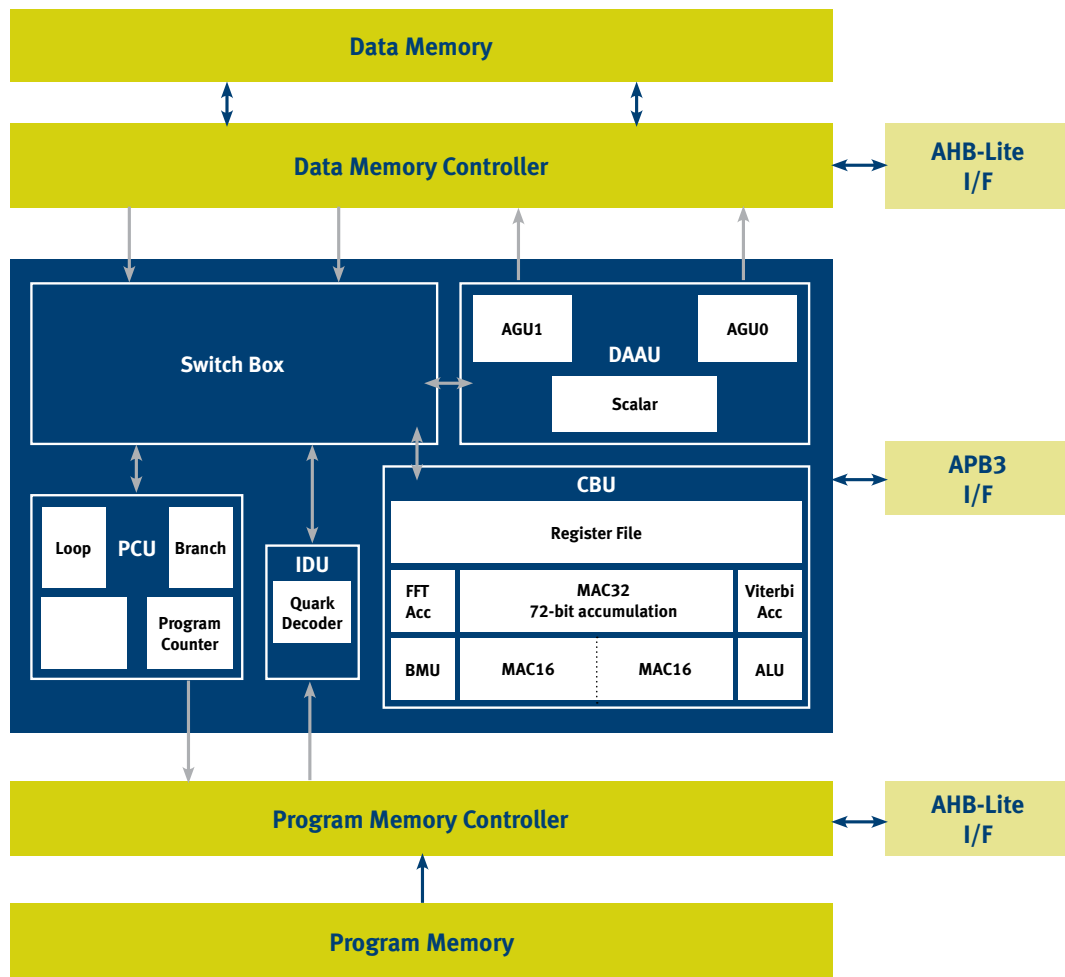 Data Memory
Data Memory Controller
AHB-Lite
I/F
Switch Box
AGU1
AGU0
DAAU
Scalar
APB3
I/F
CBU
Register File
Loop
PCU
Branch
Program
Counter
IDU
Quark
Decoder
FFT
Acc
MAC32
72-bit accumulation
Viterbi
Acc
BMU
MAC16
MAC16
ALU
Program Memory Controller
AHB-Lite
I/F
Program Memory